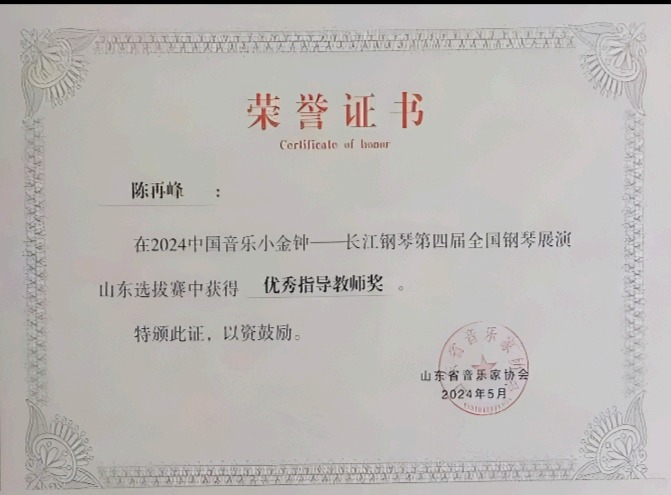 荣誉证书
Certificate of honor
陈再峰：
在2024中国音乐小金钟——长江钢琴第四届全国钢琴展演
山东选拔赛中获得 优秀指导教师奖 。
特颁此证，以资鼓励。
山东省音乐家协会
2024年5月